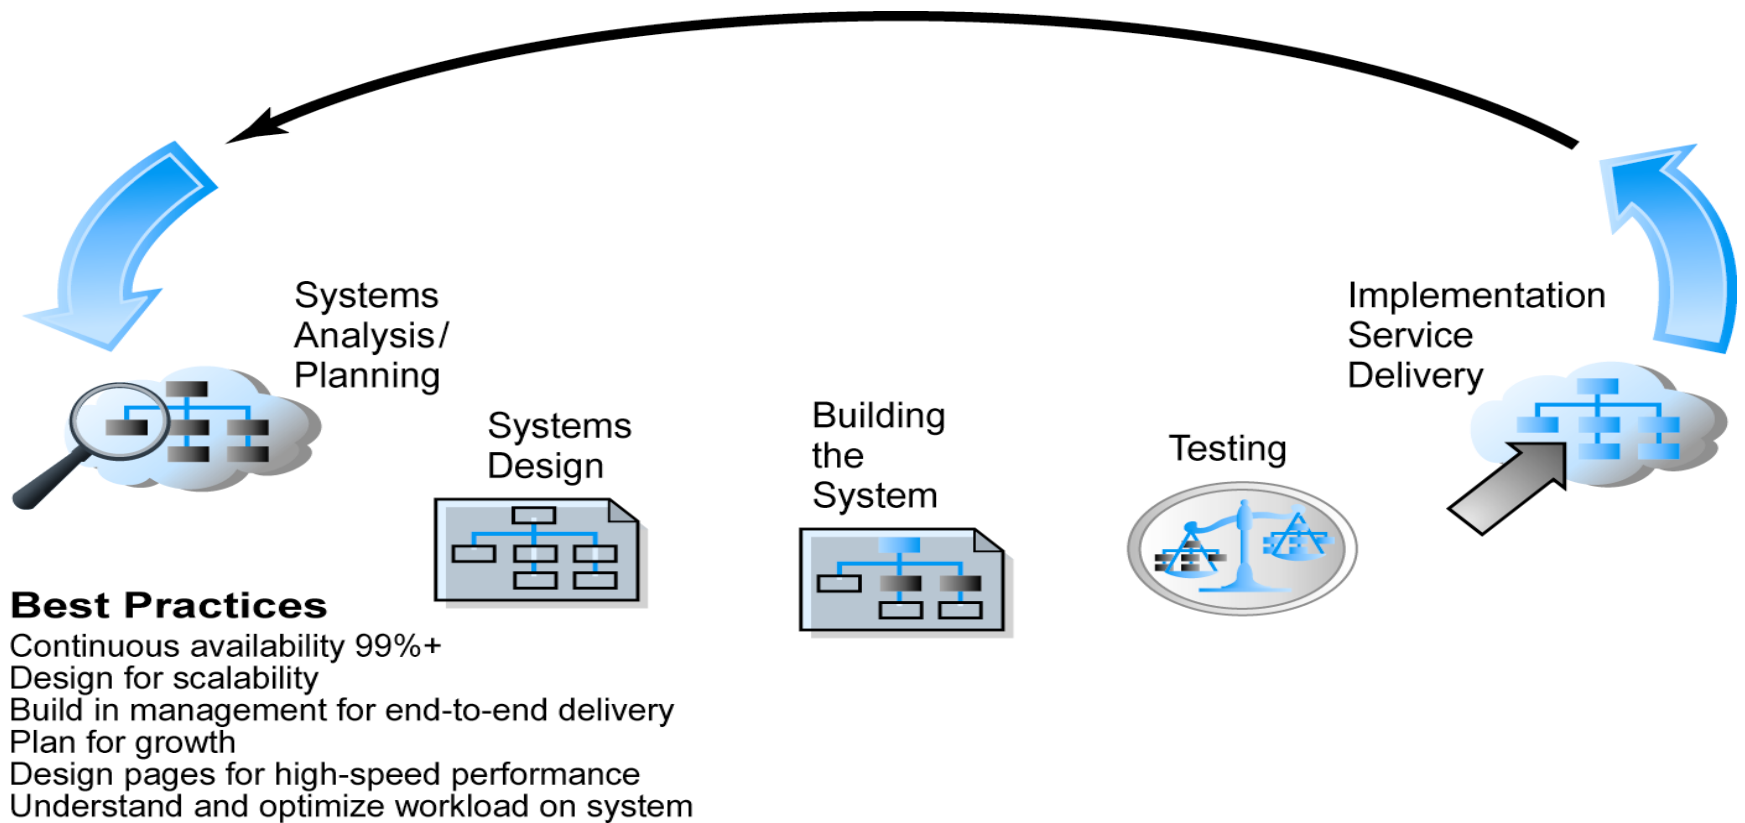 Systems
Analysis/
Planning
Systems
Design
Building
the
System
Testing
Implementation
Service
Delivery
Best Practices
Continuous availability 99%+
Design for scalability
Build in management for end-to-end delivery
Plan for growth
Design pages for high-speed performance
Understand and optimize workload on system